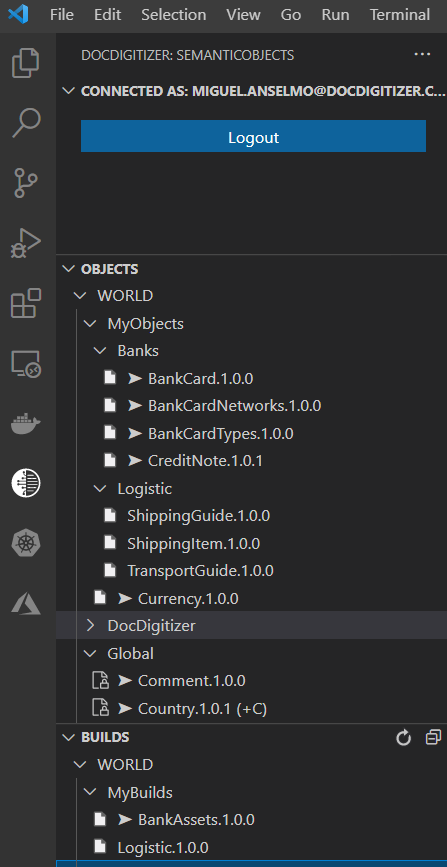 File Edit Selection View Go Run Terminal
DOCDIGITIZER: SEMANTICOBJECTS
CONNECTED AS: MIGUEL.ANSELMO@DOCDIGITIZER.C...
Logout
OBJECTS
WORLD
MyObjects
Banks
➤ BankCard.1.0.0
➤ BankCardNetworks.1.0.0
➤ BankCardTypes.1.0.0
➤ CreditNote.1.0.1
Logistic
ShippingGuide.1.0.0
ShippingItem.1.0.0
TransportGuide.1.0.0
➤ Currency.1.0.0
DocDigitizer
Global
➤ Comment.1.0.0
➤ Country.1.0.1 (+C)
BUILDS
WORLD
MyBuilds
➤ BankAssets.1.0.0
Logistic.1.0.0